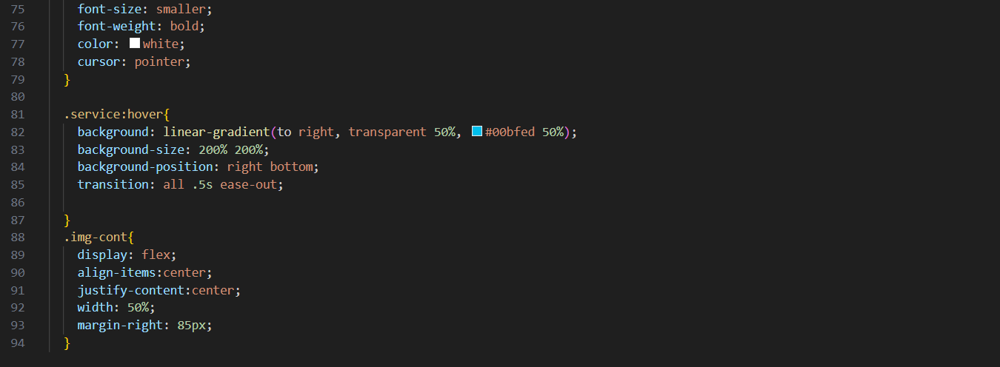 75 font-size: smaller;
76 font-weight: bold;
77 color: white;
78 cursor: pointer;
79 }
80
81 .service:hover{
82 background: linear-gradient(to right, transparent 50%, #00bfed 50%);
83 background-size: 200% 200%;
84 background-position: right bottom;
85 transition: all .5s ease-out;
86
87 }
88 .img-cont{
89 display: flex;
90 align-items:center;
91 justify-content:center;
92 width: 50%;
93 margin-right: 85px;
94 }